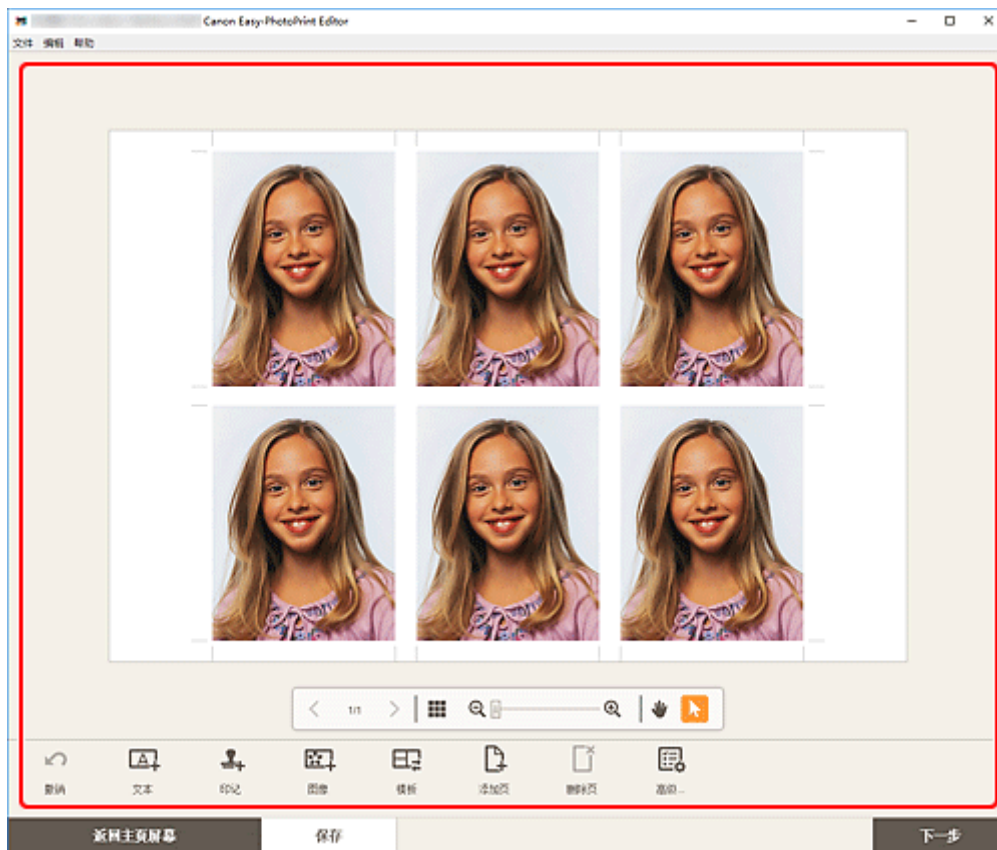 Canon Easy-PhotoPrint Editor
文件 编辑 帮助
1/1
撤销 文本 印记 图像 模板 添加页 删除页 高级...
返回主页屏幕 保存 下一步